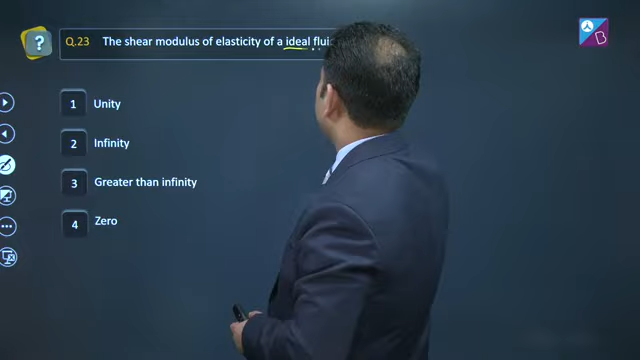 ?
Q.23 The shear modulus of elasticity of a ideal
1 Unity
2 Infinity
3 Greater than infinity
4 Zero
A
B